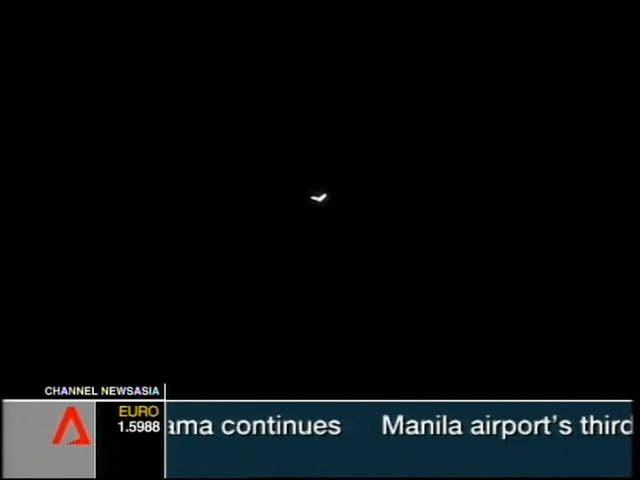 CHANNEL NEWSASIA
EURO
1.5988
ama continues Manila airport's third